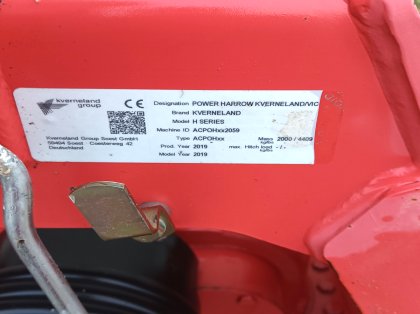 kverneland
group
CE
Kverneland Group Soest GmbH
59494 Soest Coesterweg 42
Deutschland
Designation POWER HARROW KVERNELAND/VIC
Brand KVERNELAND
Model H SERIES
Machine ID ACPOHxx2059
Type ACPOHxx Mass kg/lbs 2000 / 4409
Prod. Year 2019 max. Hitch load kg/lbs - / -
Model Year 2019